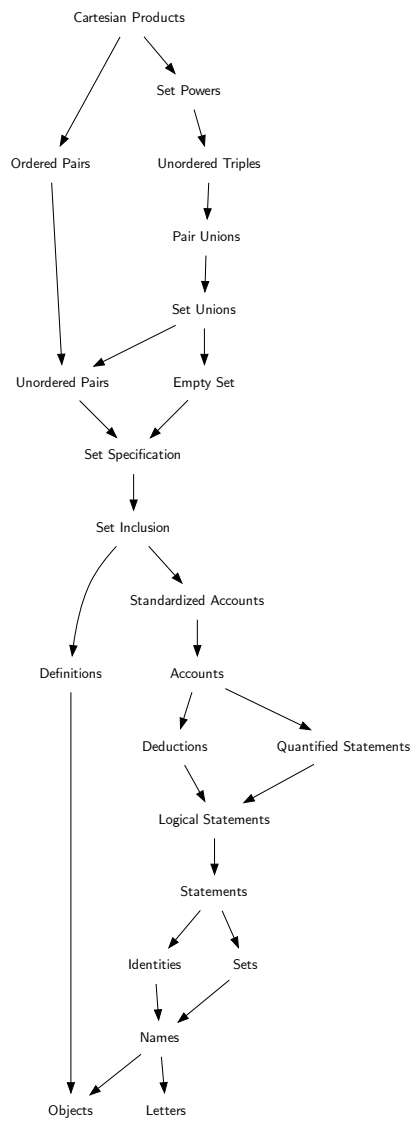 Cartesian Products
Set Powers
Ordered Pairs
Unordered Triples
Pair Unions
Set Unions
Unordered Pairs
Empty Set
Set Specification
Set Inclusion
Standardized Accounts
Definitions
Accounts
Deductions
Quantified Statements
Logical Statements
Statements
Identities
Sets
Names
Objects
Letters